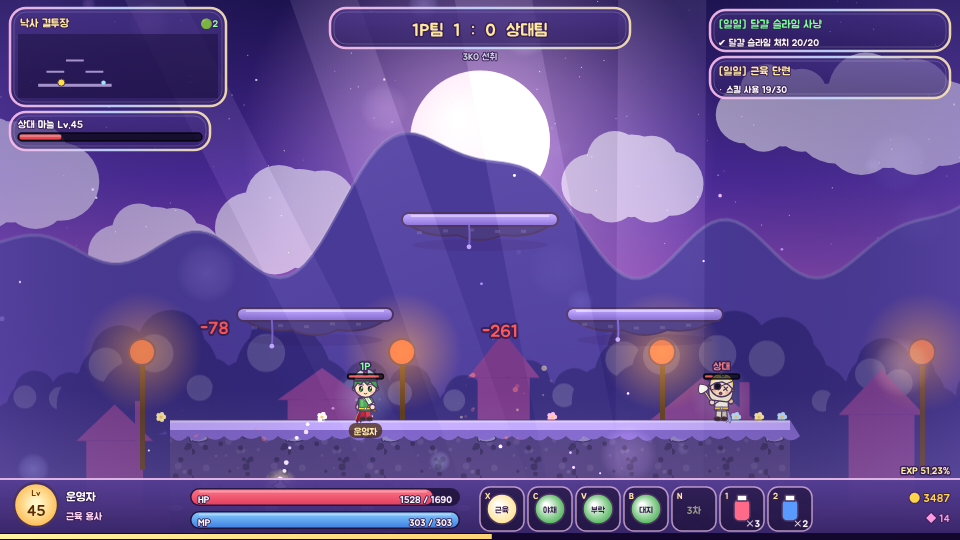 낙사 결투장
2
상대 마늘 Lv.45
1P팀 1 : 0 상대팀
3KO 선취
[일일] 달걀 슬라임 사냥
✔ 달걀 슬라임 처치 20/20
[일일] 근육 단련
· 스킬 사용 19/30
-78
-261
1P
운영자
상대
EXP 51.23%
Lv
45
운영자
근육 용사
HP
1528 / 1690
MP
303 / 303
X
근육
C
야채
V
부락
B
대지
N
3차
1
×3
2
×2
3487
14